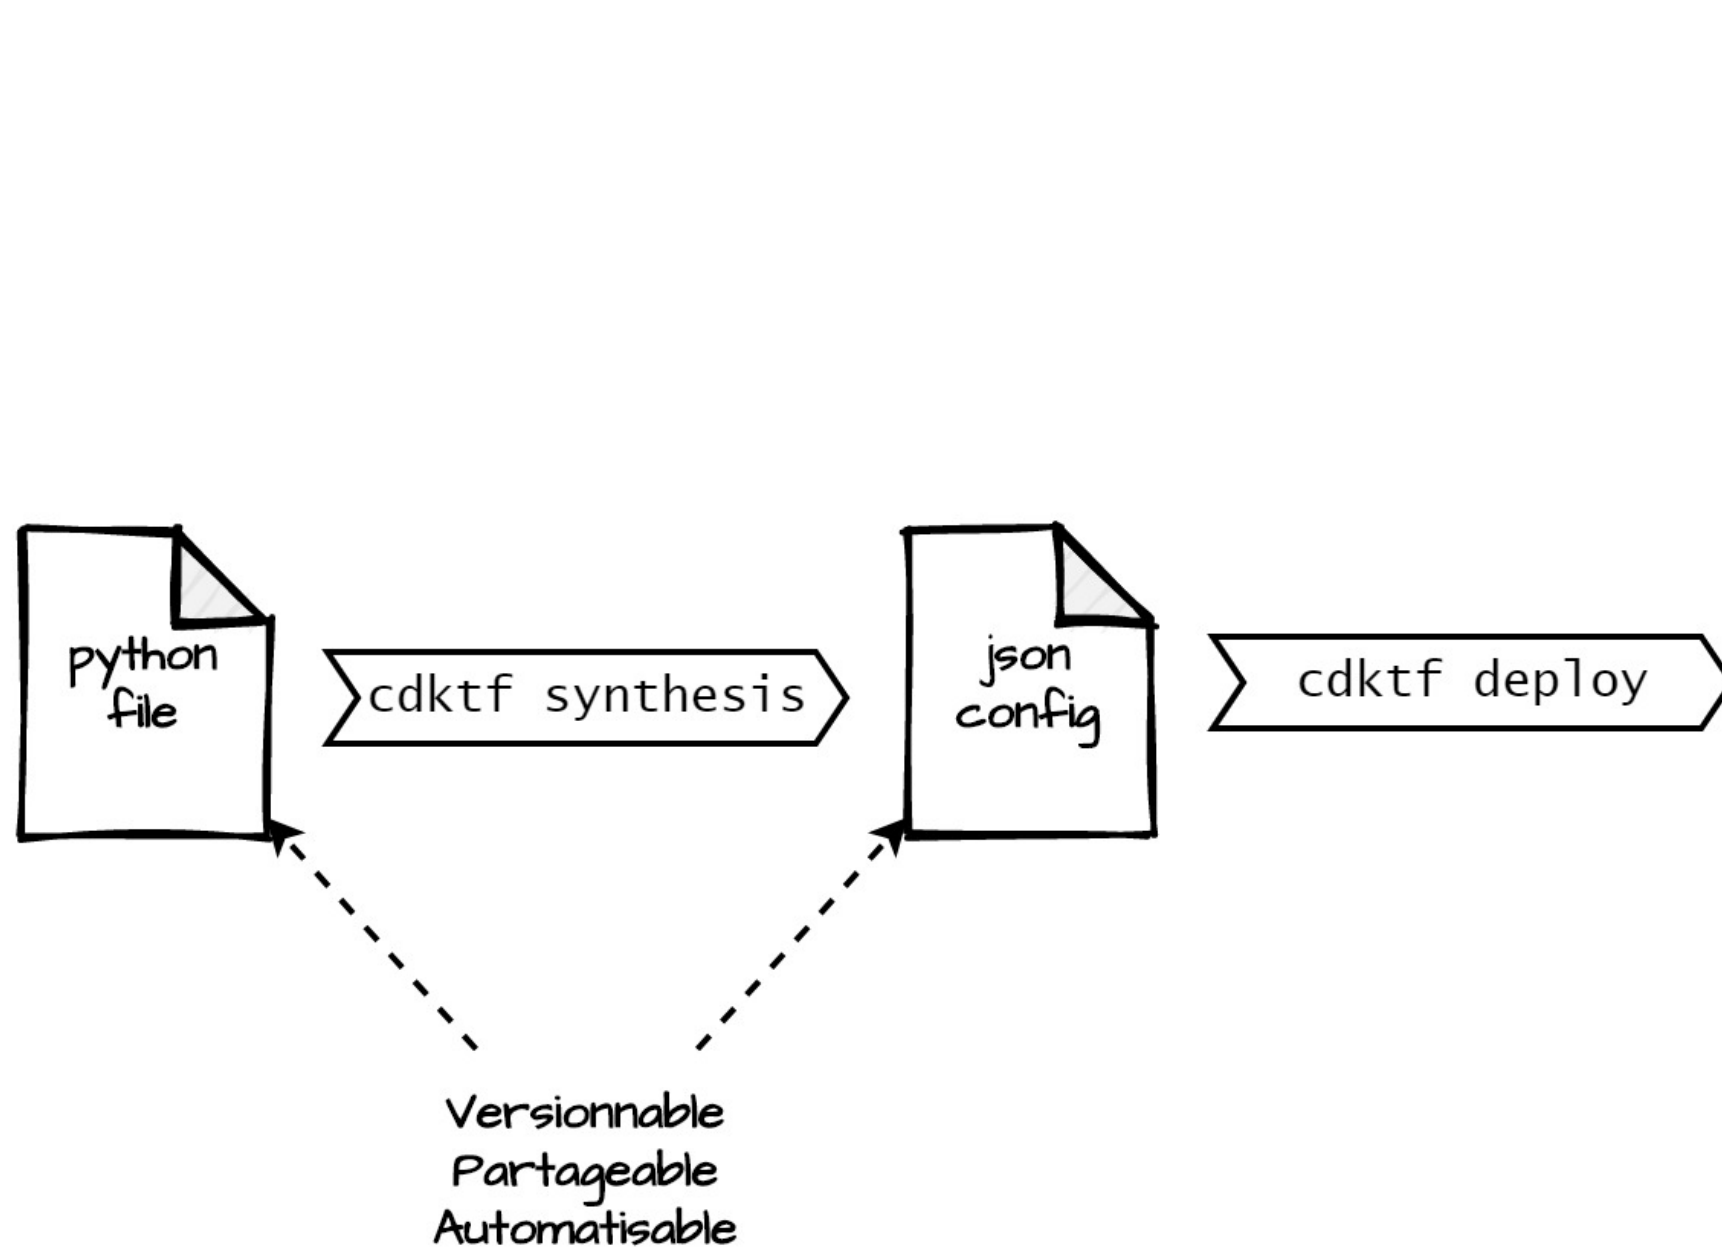 python
file
cdktf synthesis
json
config
cdktf deploy
Versionnable
Partageable
Automatisable